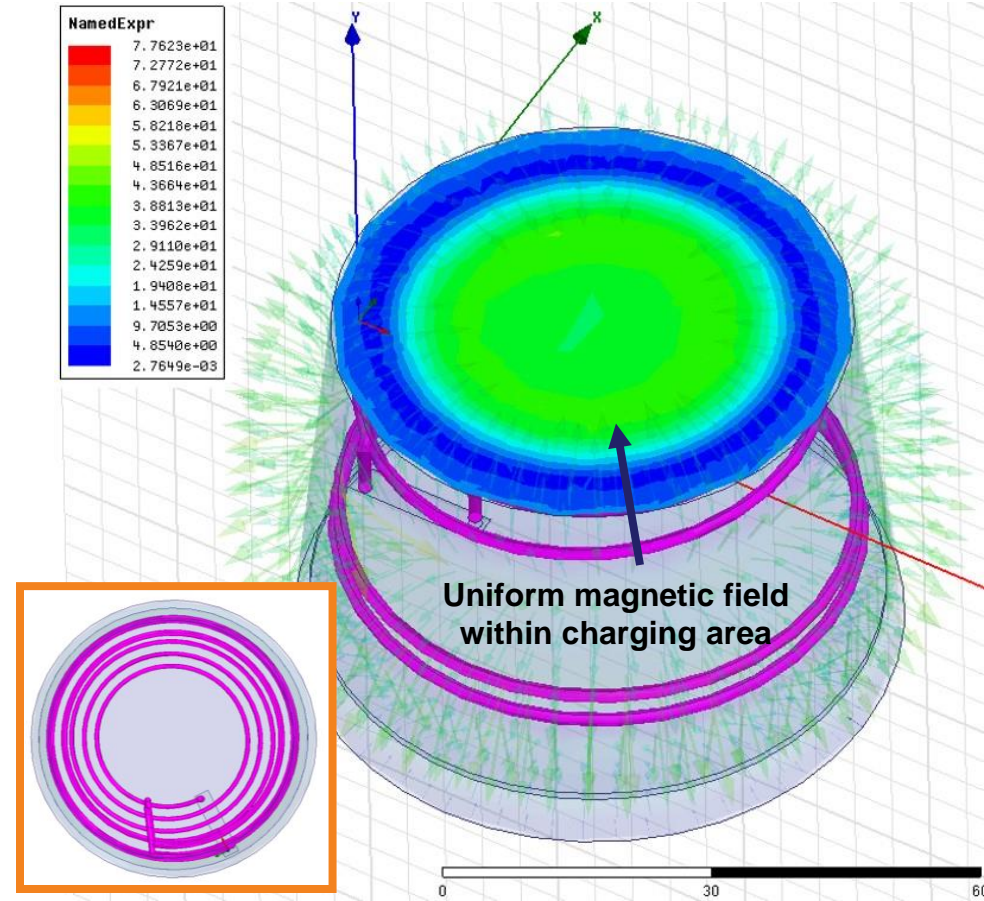 NamedExpr
7.7623e+01
7.2772e+01
6.7921e+01
6.3069e+01
5.8218e+01
5.3367e+01
4.8516e+01
4.3664e+01
3.8813e+01
3.3962e+01
2.9110e+01
2.4259e+01
1.9408e+01
1.4557e+01
9.7053e+00
4.8540e+00
2.7649e-03
Y
X
Uniform magnetic field
within charging area
0
30
60